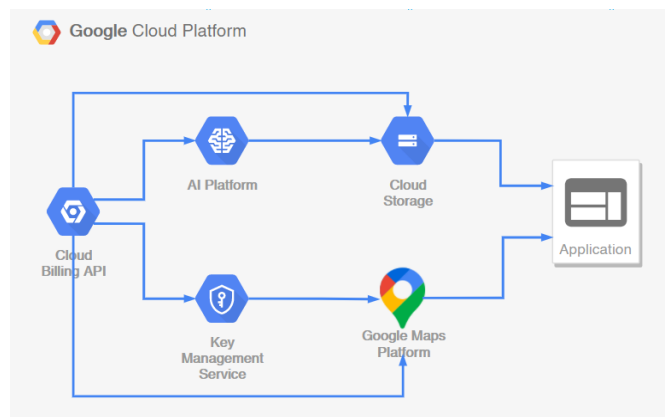 Google Cloud Platform
AI Platform
Cloud
Storage
Application
Cloud
Billing API
Key
Management
Service
Google Maps
Platform